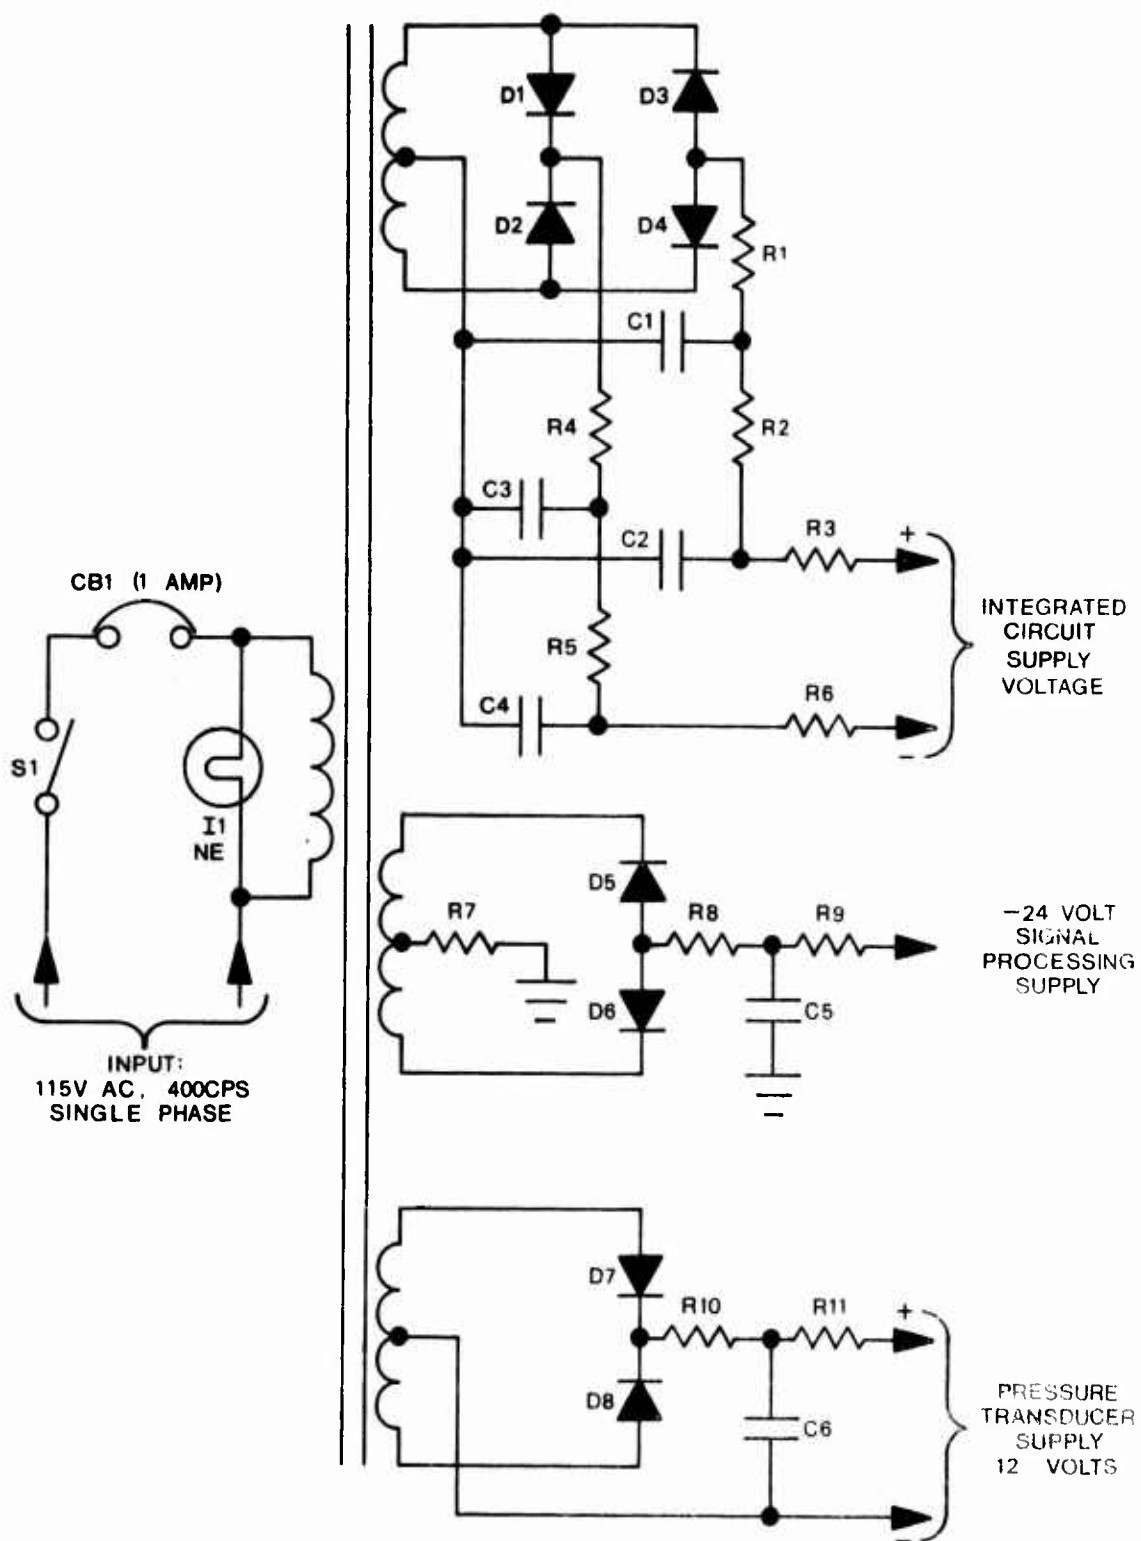 D1
D3
D2
D4
R1
C1
R4
R2
C3
C2
R3
+
CB1 (1 AMP)
INTEGRATED
CIRCUIT
SUPPLY
VOLTAGE
R5
C4
R6
−
S1
I1
NE
D5
R7
R8
R9
−24 VOLT
SIGNAL
PROCESSING
SUPPLY
D6
C5
INPUT:
115V AC, 400CPS
SINGLE PHASE
D7
R10
R11
+
D8
C6
PRESSURE
TRANSDUCER
SUPPLY
12 VOLTS
−